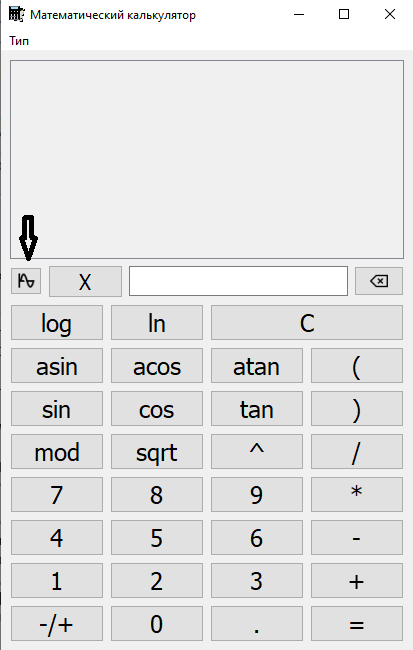 Математический калькулятор
Тип
X
log ln C
asin acos atan (
sin cos tan )
mod sqrt ^ /
7 8 9 *
4 5 6 -
1 2 3 +
-/+ 0 . =